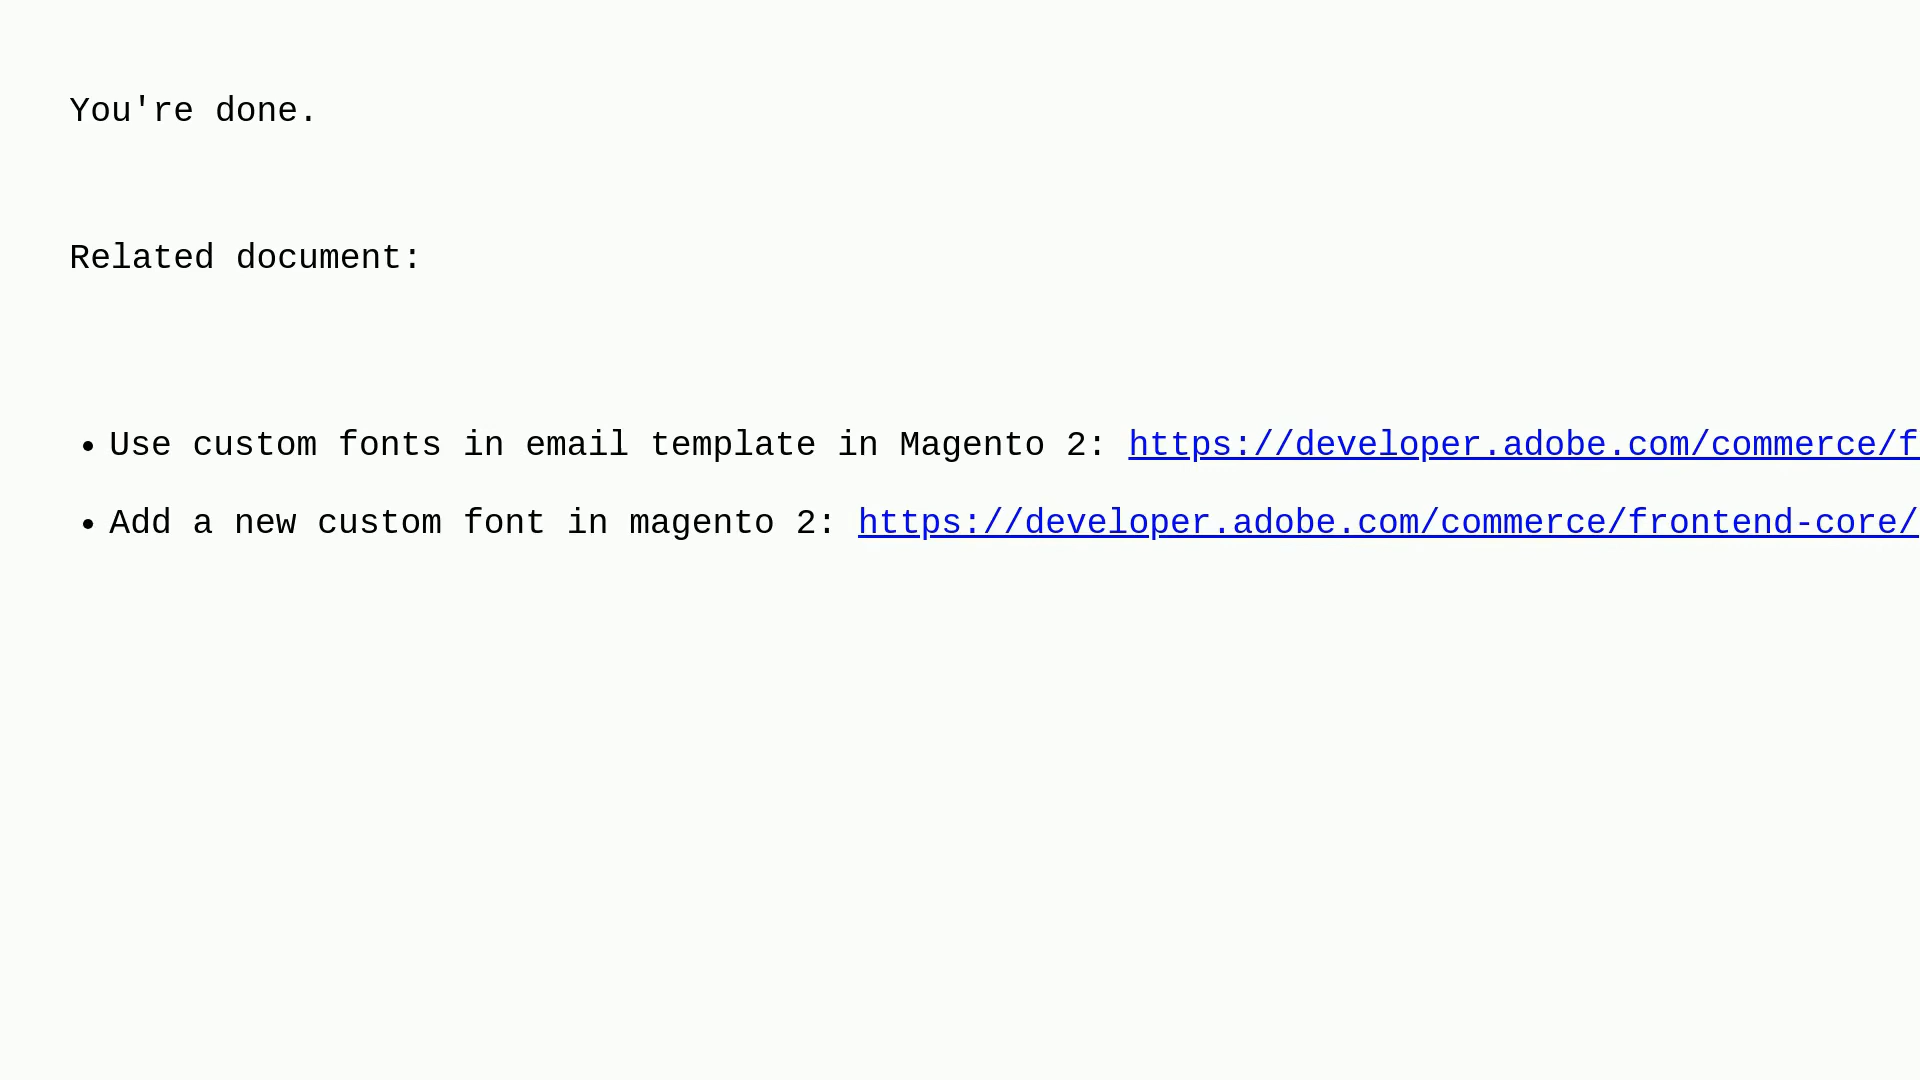 You're done.
Related document:
• Use custom fonts in email template in Magento 2: https://developer.adobe.com/commerce/f
• Add a new custom font in magento 2: https://developer.adobe.com/commerce/frontend-core/